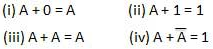 (i) A + 0 = A (ii) A + 1 = 1
(iii) A + A = A (iv) A + A̅ = 1